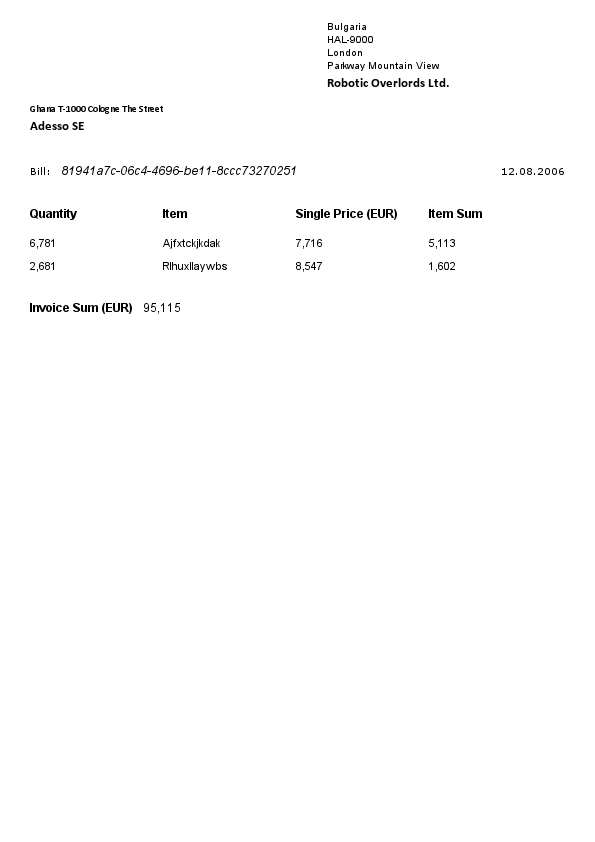 Bulgaria
HAL-9000
London
Parkway Mountain View
Robotic Overlords Ltd.
Ghana T-1000 Cologne The Street
Adesso SE
Bill: 81941a7c-06c4-4696-be11-8ccc73270251 12.08.2006
Quantity Item Single Price (EUR) Item Sum
6,781 Ajfxtckjkdak 7,716 5,113
2,681 Rlhuxllaywbs 8,547 1,602
Invoice Sum (EUR) 95,115